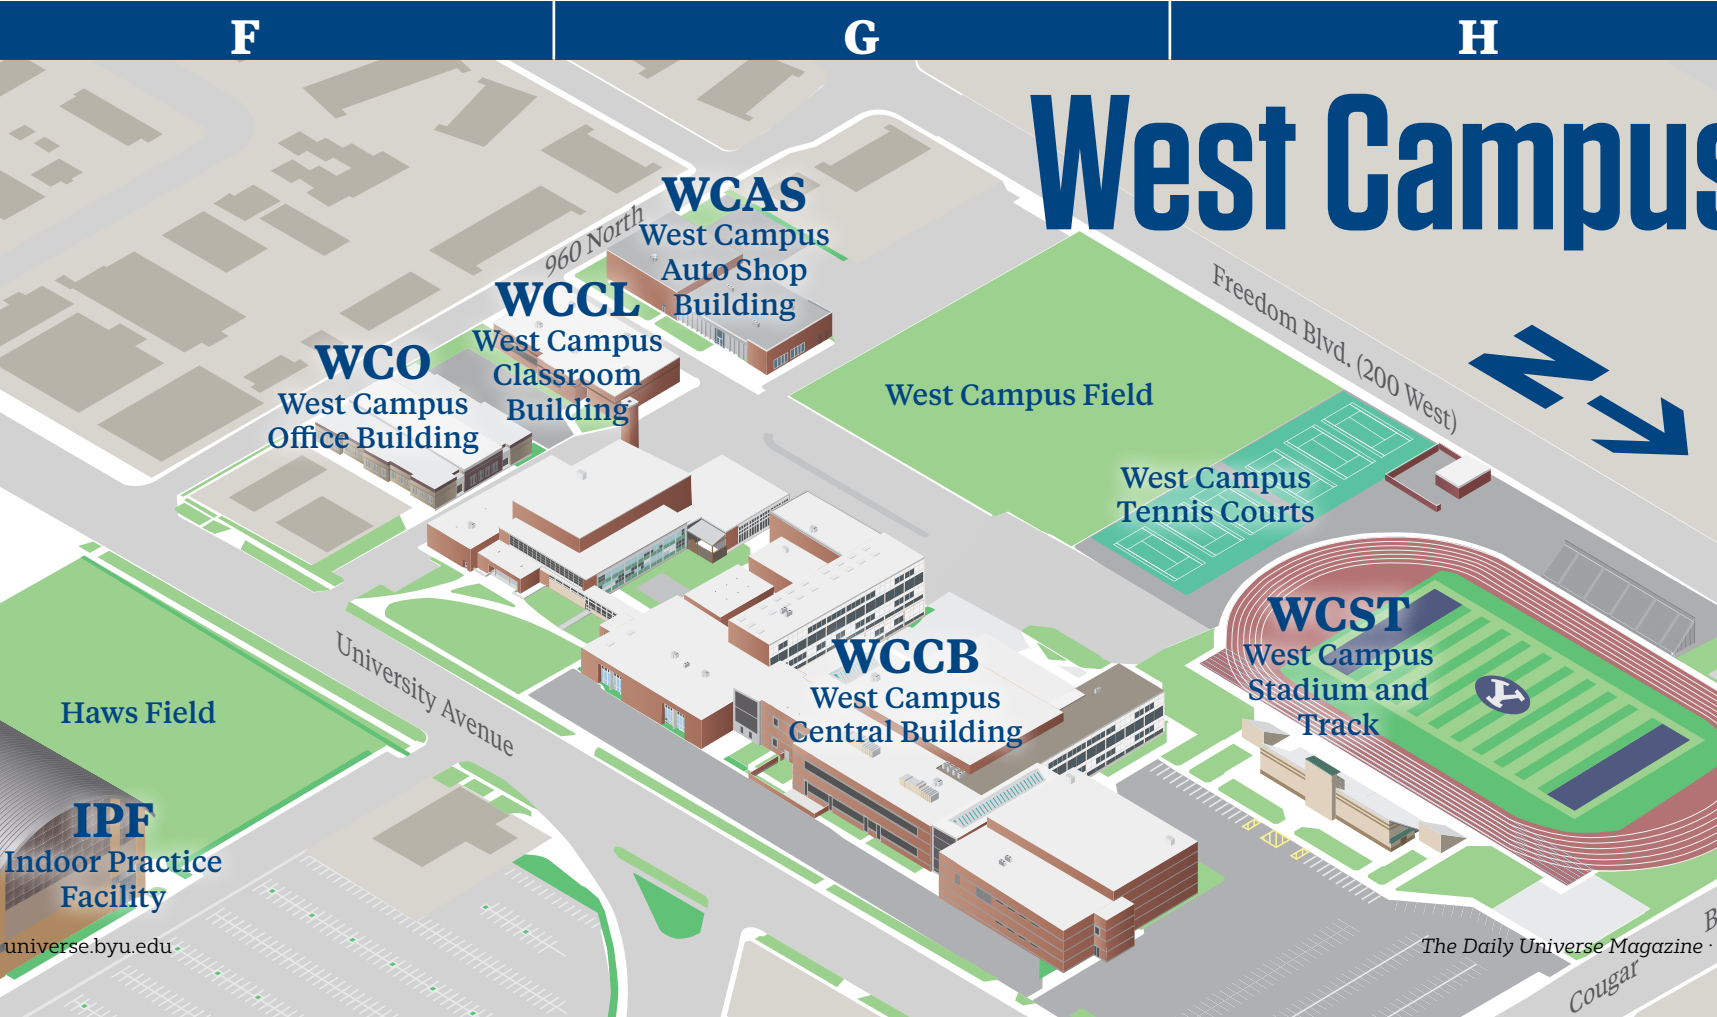 F
G
H
West Campus
WCAS
West Campus
Auto Shop
Building
960 North
WCCL
West Campus
Classroom
Building
WCO
West Campus
Office Building
Freedom Blvd. (200 West)
N
West Campus Field
West Campus
Tennis Courts
WCST
West Campus
Stadium and
Track
WCCB
West Campus
Central Building
University Avenue
Haws Field
IPF
Indoor Practice
Facility
universe.byu.edu
The Daily Universe Magazine ·
Cougar